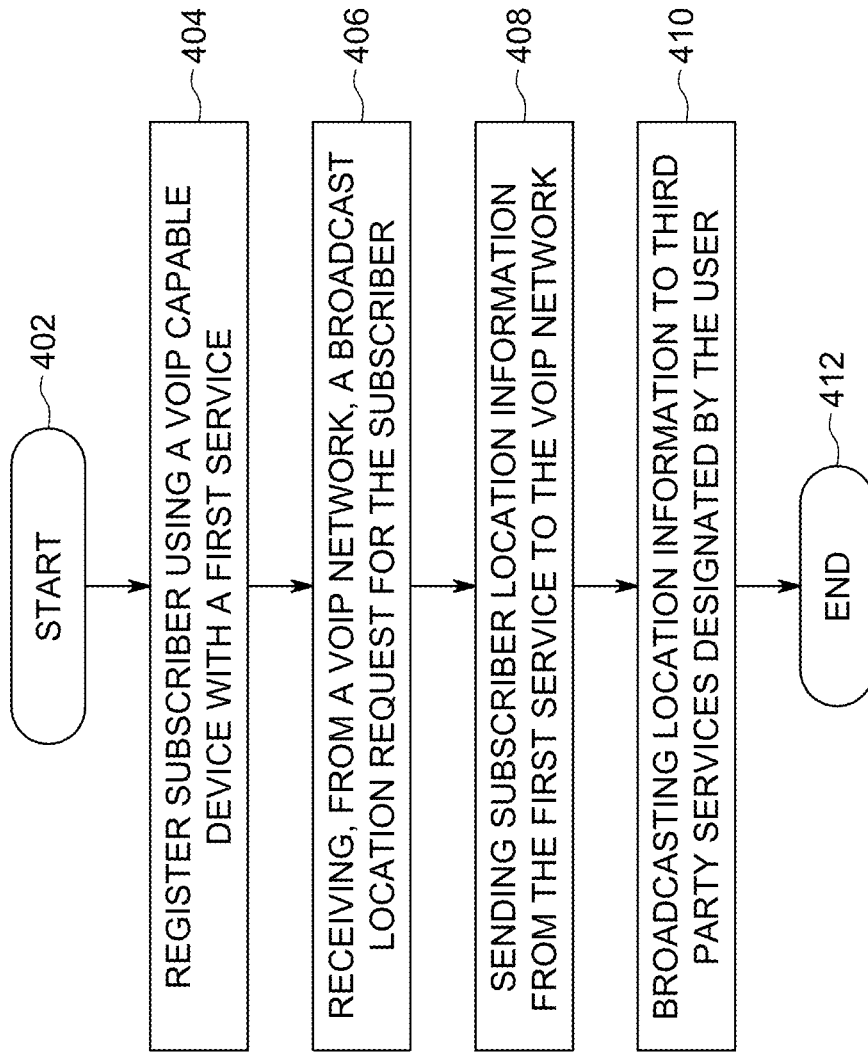 START
402
REGISTER SUBSCRIBER USING A VOIP CAPABLE
DEVICE WITH A FIRST SERVICE
404
RECEIVING, FROM A VOIP NETWORK, A BROADCAST
LOCATION REQUEST FOR THE SUBSCRIBER
406
SENDING SUBSCRIBER LOCATION INFORMATION
FROM THE FIRST SERVICE TO THE VOIP NETWORK
408
BROADCASTING LOCATION INFORMATION TO THIRD
PARTY SERVICES DESIGNATED BY THE USER
410
END
412